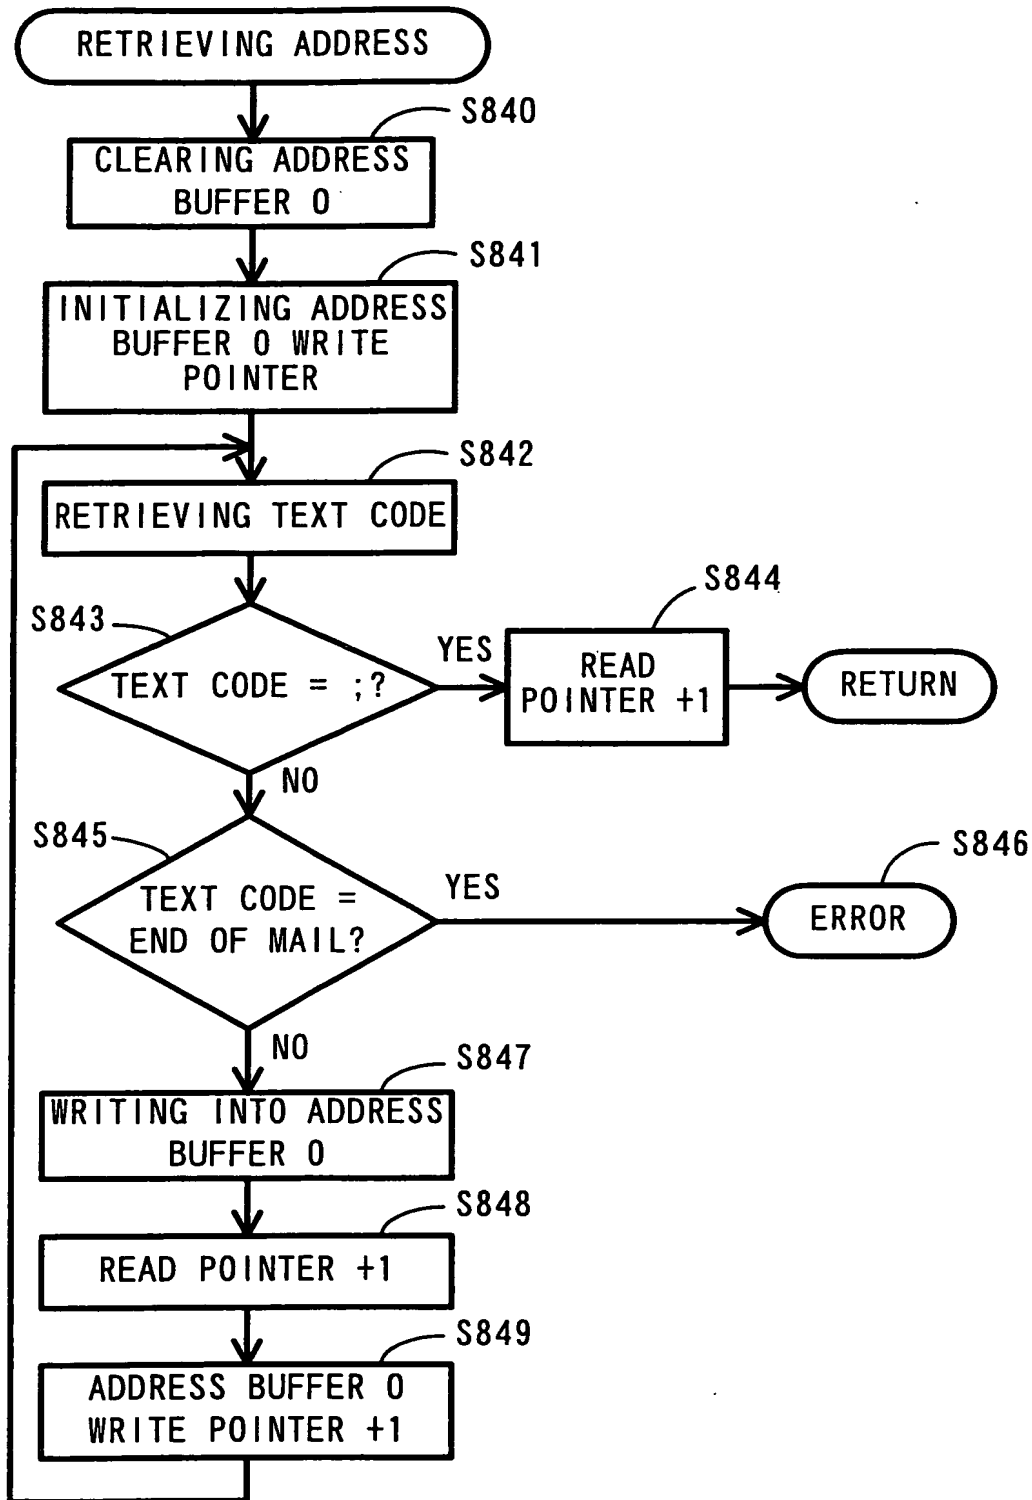 RETRIEVING ADDRESS
S840
CLEARING ADDRESS
BUFFER 0
S841
INITIALIZING ADDRESS
BUFFER 0 WRITE
POINTER
S842
RETRIEVING TEXT CODE
S843
TEXT CODE = ;?
YES
S844
READ
POINTER +1
RETURN
NO
S845
TEXT CODE =
END OF MAIL?
YES
S846
ERROR
NO
S847
WRITING INTO ADDRESS
BUFFER 0
S848
READ POINTER +1
S849
ADDRESS BUFFER 0
WRITE POINTER +1